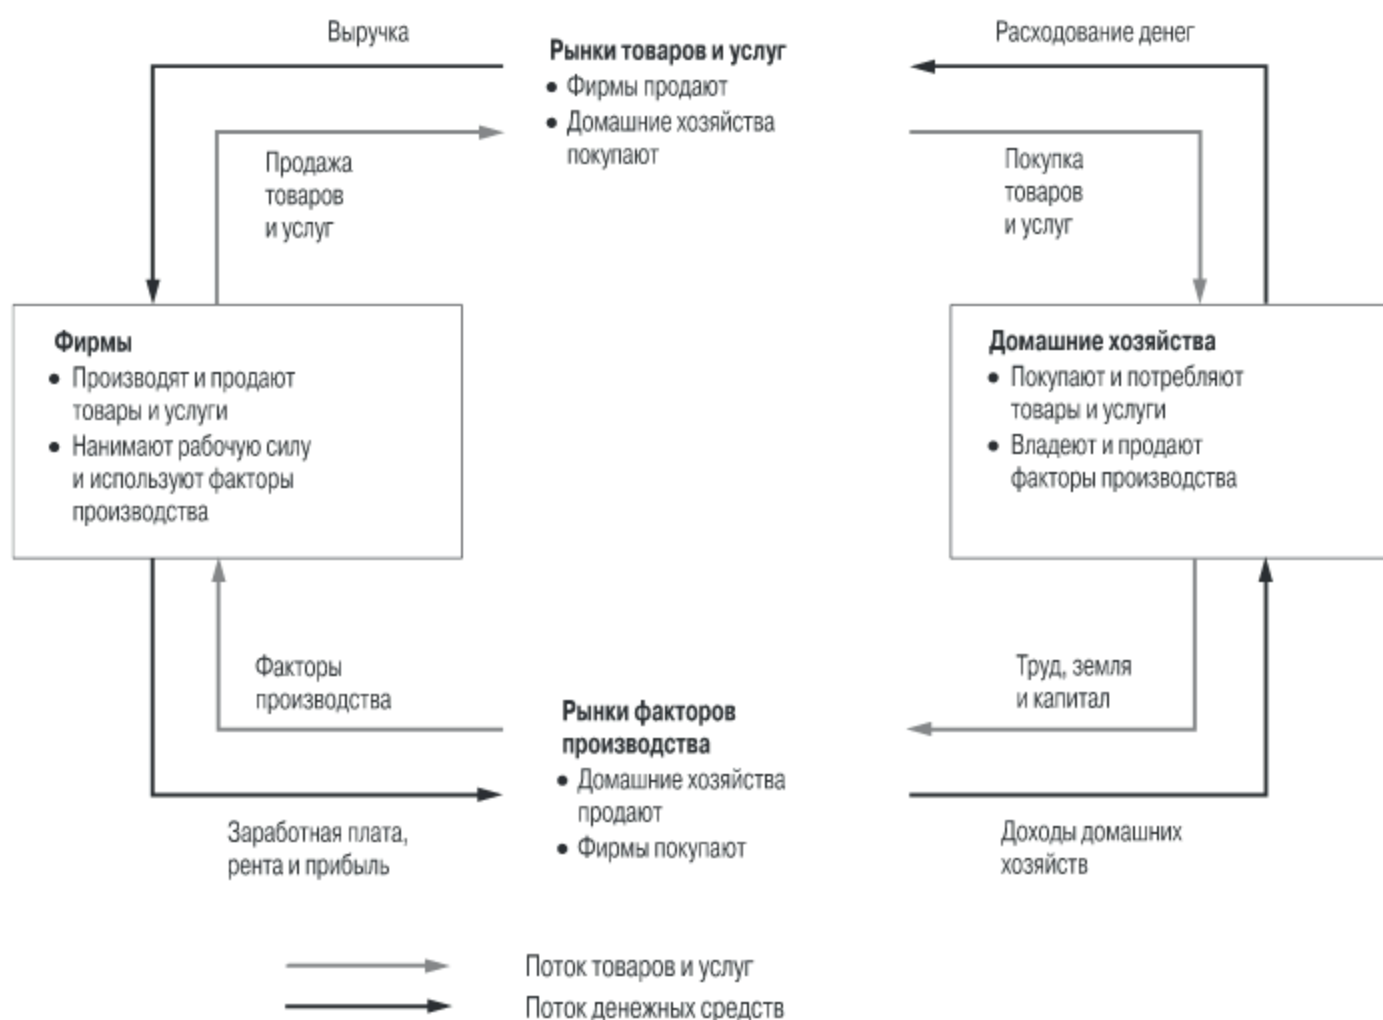 Выручка
Рынки товаров и услуг
• Фирмы продают
• Домашние хозяйства
покупают
Расходование денег
Продажа
товаров
и услуг
Покупка
товаров
и услуг
Фирмы
• Производят и продают
товары и услуги
• Нанимают рабочую силу
и используют факторы
производства
Домашние хозяйства
• Покупают и потребляют
товары и услуги
• Владеют и продают
факторы производства
Факторы
производства
Труд, земля
и капитал
Рынки факторов
производства
• Домашние хозяйства
продают
• Фирмы покупают
Заработная плата,
рента и прибыль
Доходы домашних
хозяйств
Поток товаров и услуг
Поток денежных средств